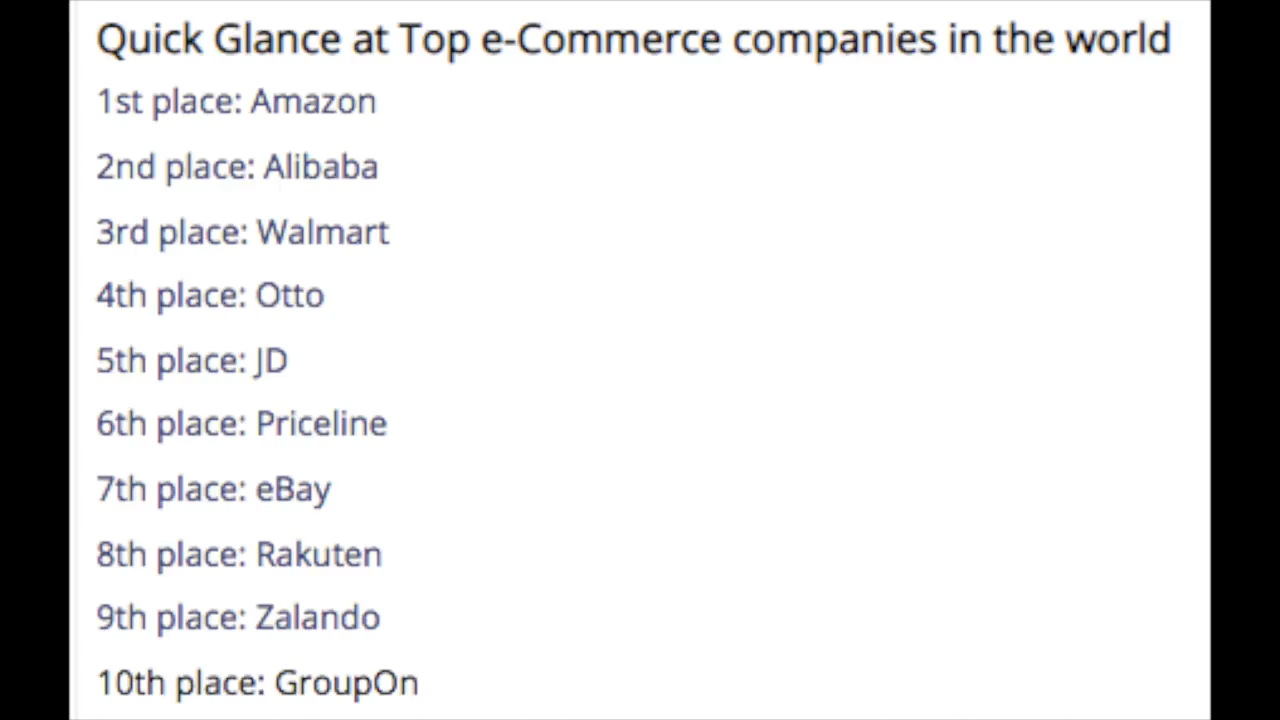 Quick Glance at Top e-Commerce companies in the world
1st place: Amazon
2nd place: Alibaba
3rd place: Walmart
4th place: Otto
5th place: JD
6th place: Priceline
7th place: eBay
8th place: Rakuten
9th place: Zalando
10th place: GroupOn